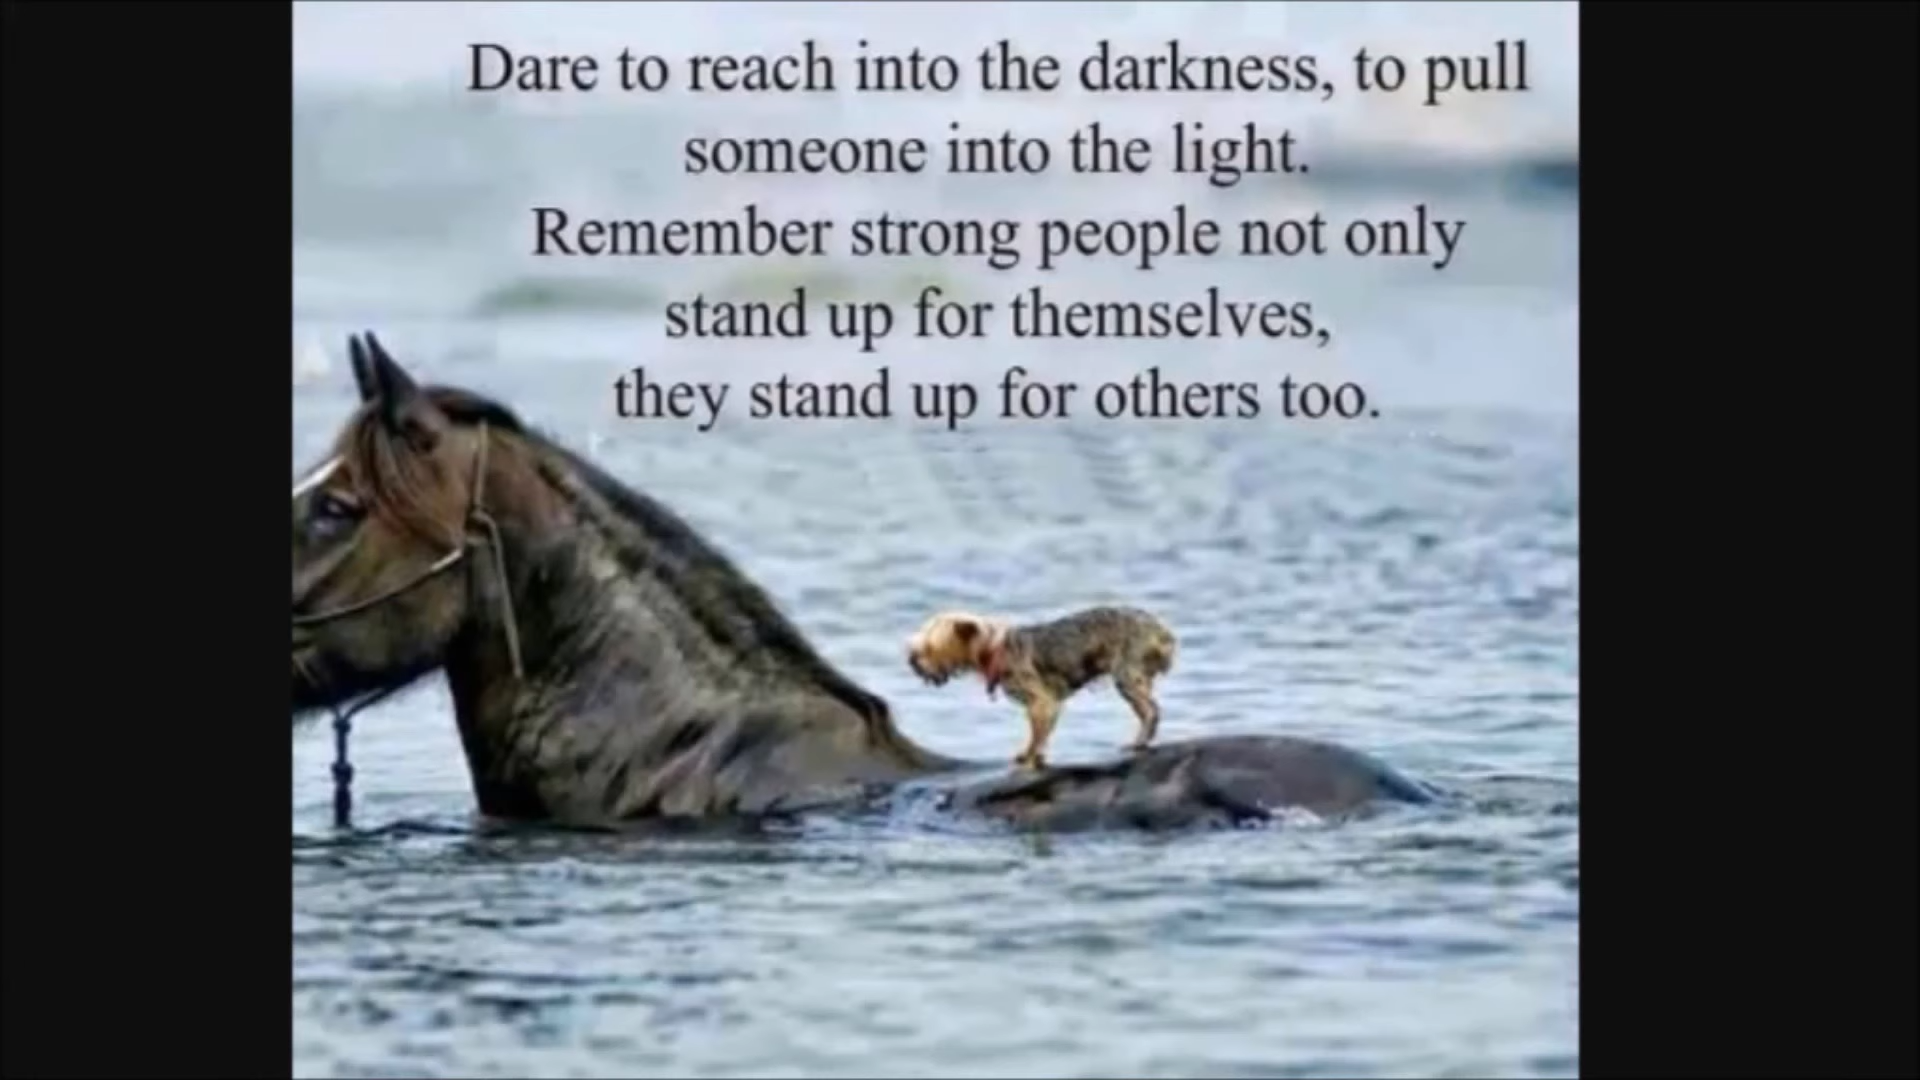 Dare to reach into the darkness, to pull
someone into the light.
Remember strong people not only
stand up for themselves,
they stand up for others too.